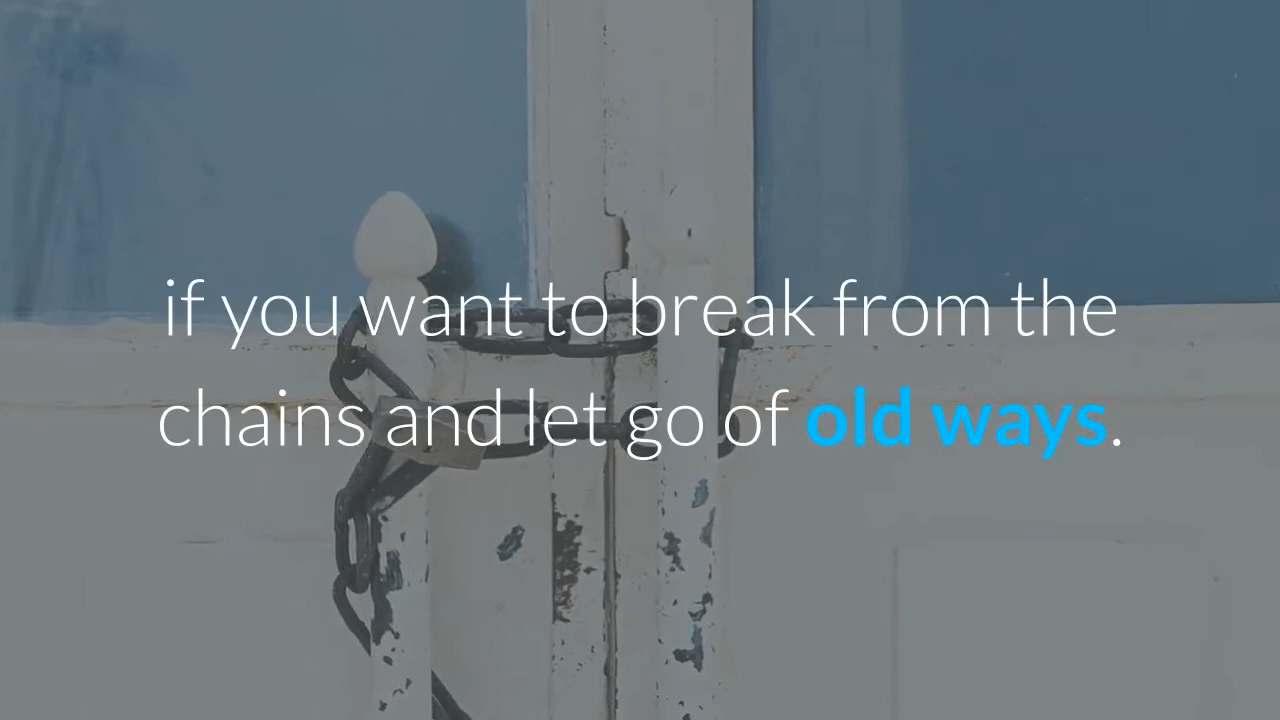 if you want to break from the
chains and let go of old ways.